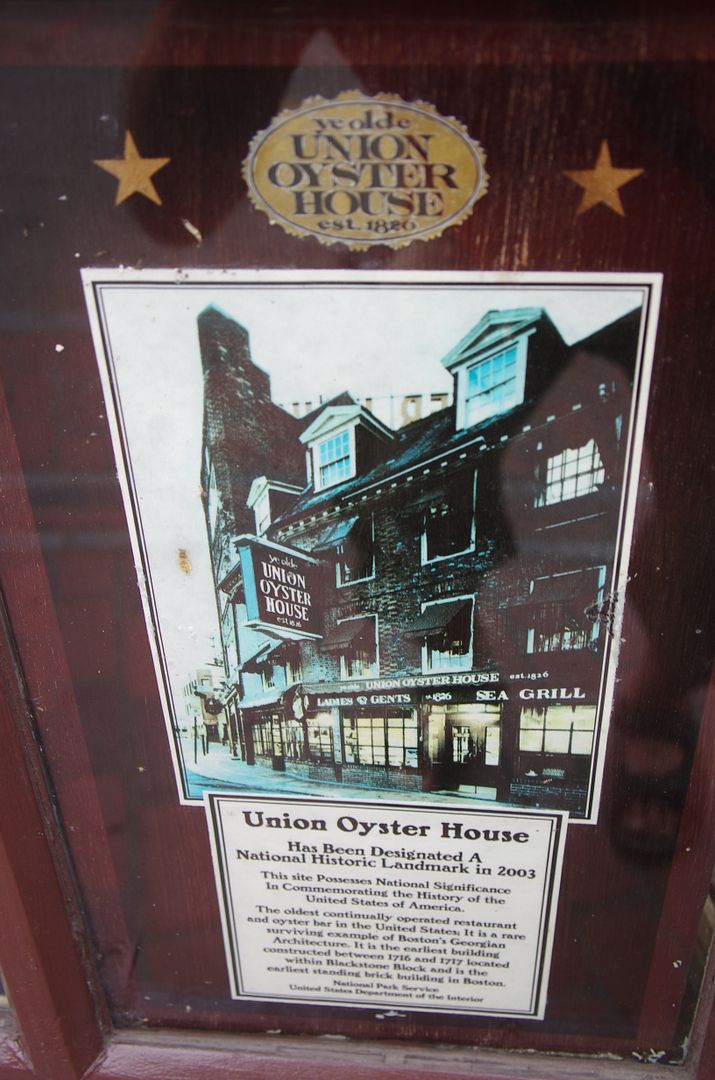 ye olde
UNION
OYSTER
HOUSE
est. 1826
ye olde
UNION
OYSTER
HOUSE
est. 1826
ye olde UNION OYSTER HOUSE est. 1826
LADIES & GENTS 1826 SEA GRILL
Union Oyster House
Has Been Designated A
National Historic Landmark in 2003
This site Possesses National Significance
In Commemorating the History of the
United States of America.
The oldest continually operated restaurant
and oyster bar in the United States; It is a rare
surviving example of Boston's Georgian
Architecture. It is the earliest building
constructed between 1716 and 1717 located
within Blackstone Block and is the
earliest standing brick building in Boston.
National Park Service
United States Department of the Interior